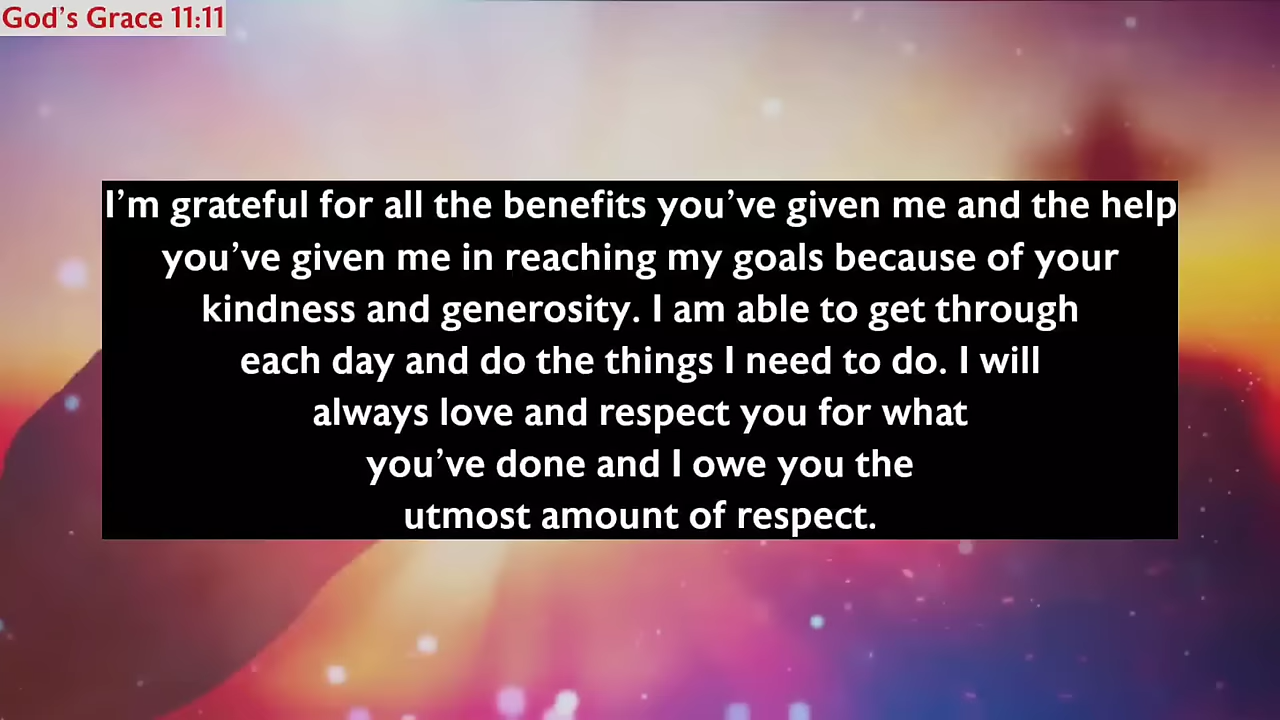 God’s Grace 11:11
I’m grateful for all the benefits you’ve given me and the help
you’ve given me in reaching my goals because of your
kindness and generosity. I am able to get through
each day and do the things I need to do. I will
always love and respect you for what
you’ve done and I owe you the
utmost amount of respect.